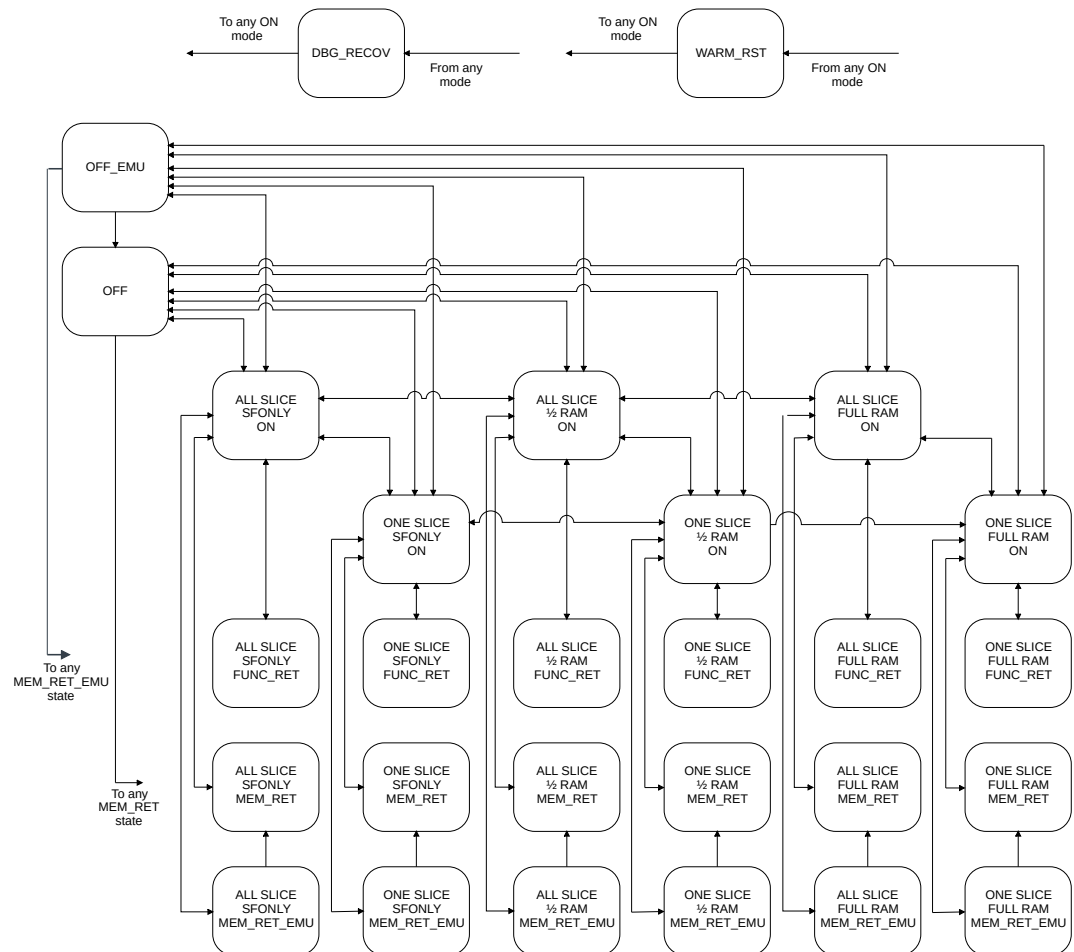 To any ON
mode
DBG_RECOV
From any
mode
To any ON
mode
WARM_RST
From any ON
mode
OFF_EMU
OFF
ALL SLICE
SFONLY
ON
ALL SLICE
½ RAM
ON
ALL SLICE
FULL RAM
ON
ONE SLICE
SFONLY
ON
ONE SLICE
½ RAM
ON
ONE SLICE
FULL RAM
ON
ALL SLICE
SFONLY
FUNC_RET
ONE SLICE
SFONLY
FUNC_RET
ALL SLICE
½ RAM
FUNC_RET
ONE SLICE
½ RAM
FUNC_RET
ALL SLICE
FULL RAM
FUNC_RET
ONE SLICE
FULL RAM
FUNC_RET
To any
MEM_RET_EMU
state
To any
MEM_RET
state
ALL SLICE
SFONLY
MEM_RET
ONE SLICE
SFONLY
MEM_RET
ALL SLICE
½ RAM
MEM_RET
ONE SLICE
½ RAM
MEM_RET
ALL SLICE
FULL RAM
MEM_RET
ONE SLICE
FULL RAM
MEM_RET
ALL SLICE
SFONLY
MEM_RET_EMU
ONE SLICE
SFONLY
MEM_RET_EMU
ALL SLICE
½ RAM
MEM_RET_EMU
ONE SLICE
½ RAM
MEM_RET_EMU
ALL SLICE
FULL RAM
MEM_RET_EMU
ONE SLICE
FULL RAM
MEM_RET_EMU